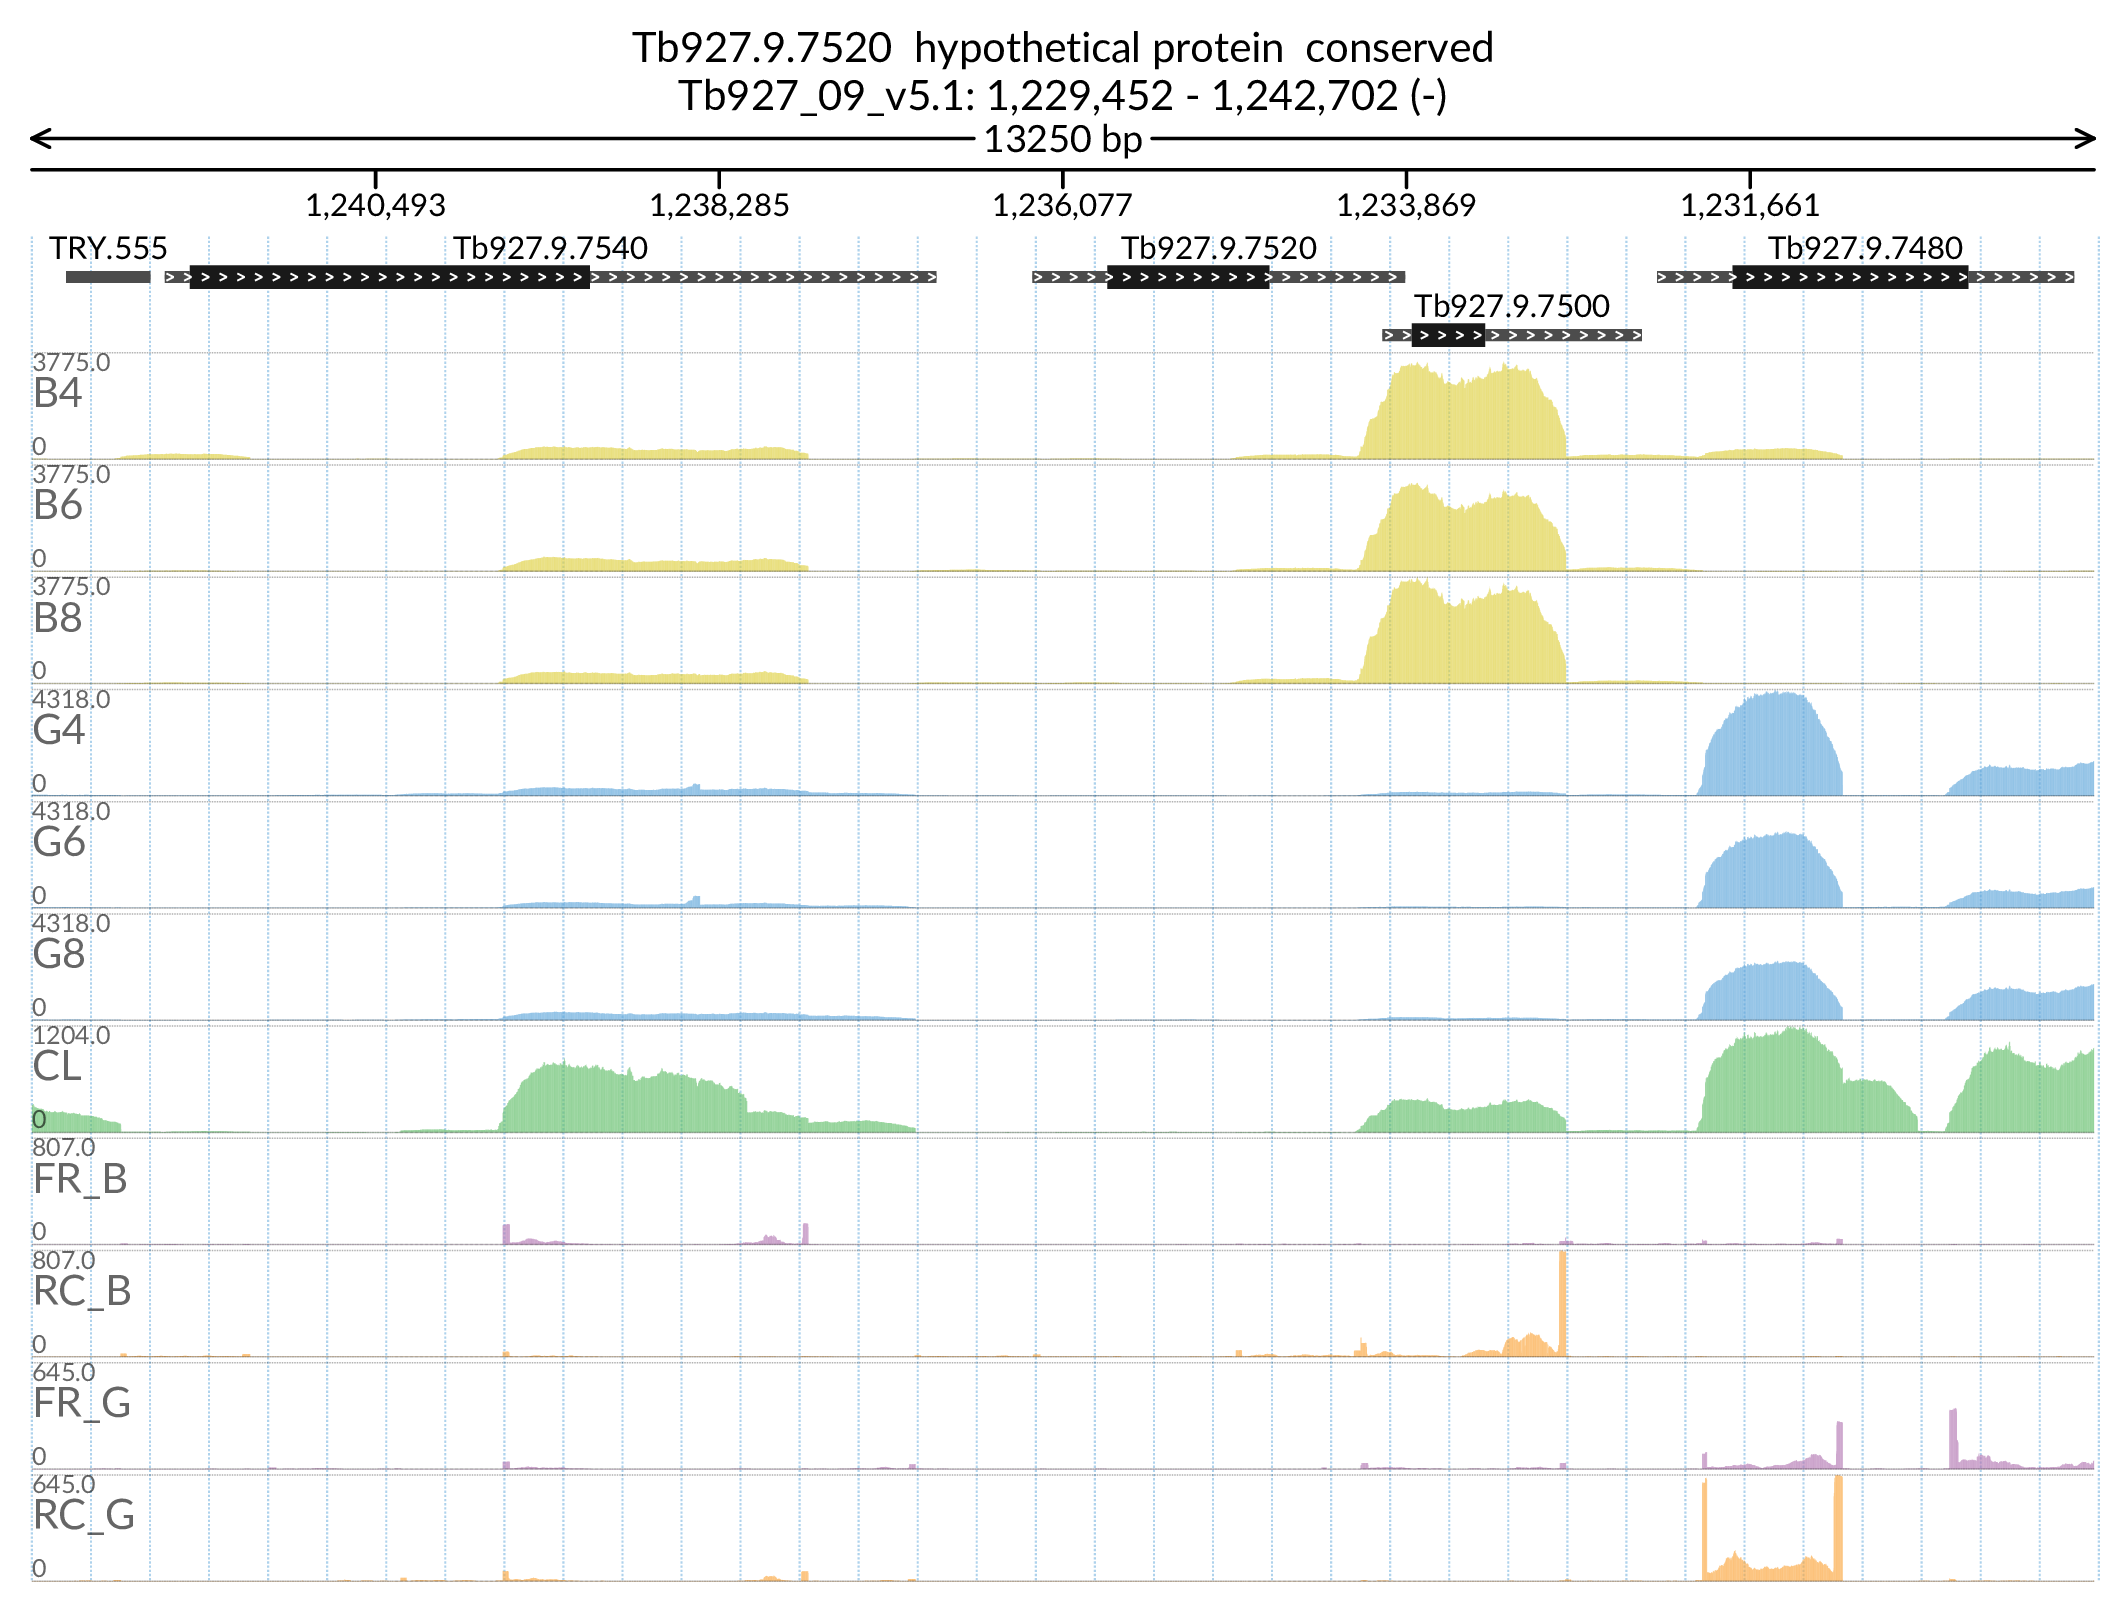 Tb927.9.7520  hypothetical protein  conserved
Tb927_09_v5.1: 1,229,452 - 1,242,702 (-)
13250 bp
1,240,493 1,238,285 1,236,077 1,233,869 1,231,661
TRY.555 Tb927.9.7540 Tb927.9.7520 Tb927.9.7480
Tb927.9.7500
3775.0
B4
0
3775.0
B6
0
3775.0
B8
0
4318.0
G4
0
4318.0
G6
0
4318.0
G8
0
1204.0
CL
0
807.0
FR_B
0
807.0
RC_B
0
645.0
FR_G
0
645.0
RC_G
0